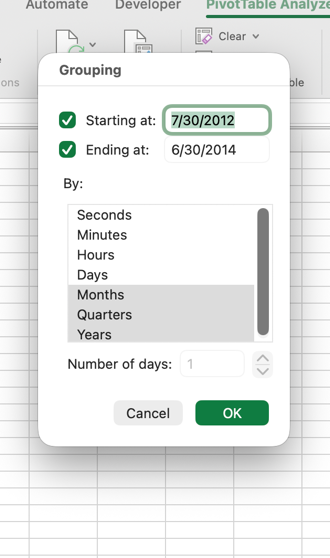 Automate Developer PivotTable Analyze
Clear
ons
ble
Grouping
Starting at: 7/30/2012
Ending at: 6/30/2014
By:
Seconds
Minutes
Hours
Days
Months
Quarters
Years
Number of days: 1
Cancel OK